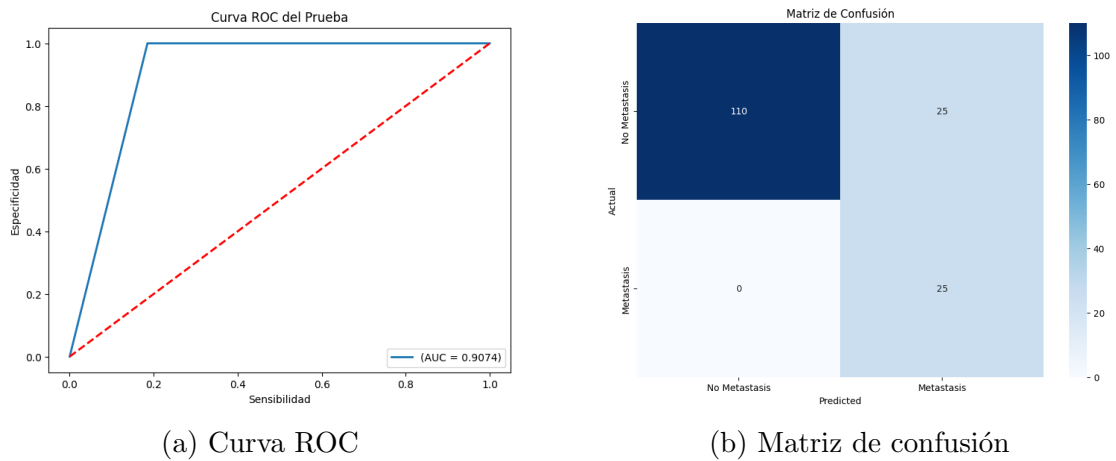 Curva ROC del Prueba
1.0
0.8
0.6
0.4
0.2
0.0
Especificidad
0.0 0.2 0.4 0.6 0.8 1.0
Sensibilidad
(AUC = 0.9074)
(a) Curva ROC
Matriz de Confusión
No Metastasis
Metastasis
Actual
110 25
0 25
No Metastasis Metastasis
Predicted
100
80
60
40
20
0
(b) Matriz de confusión